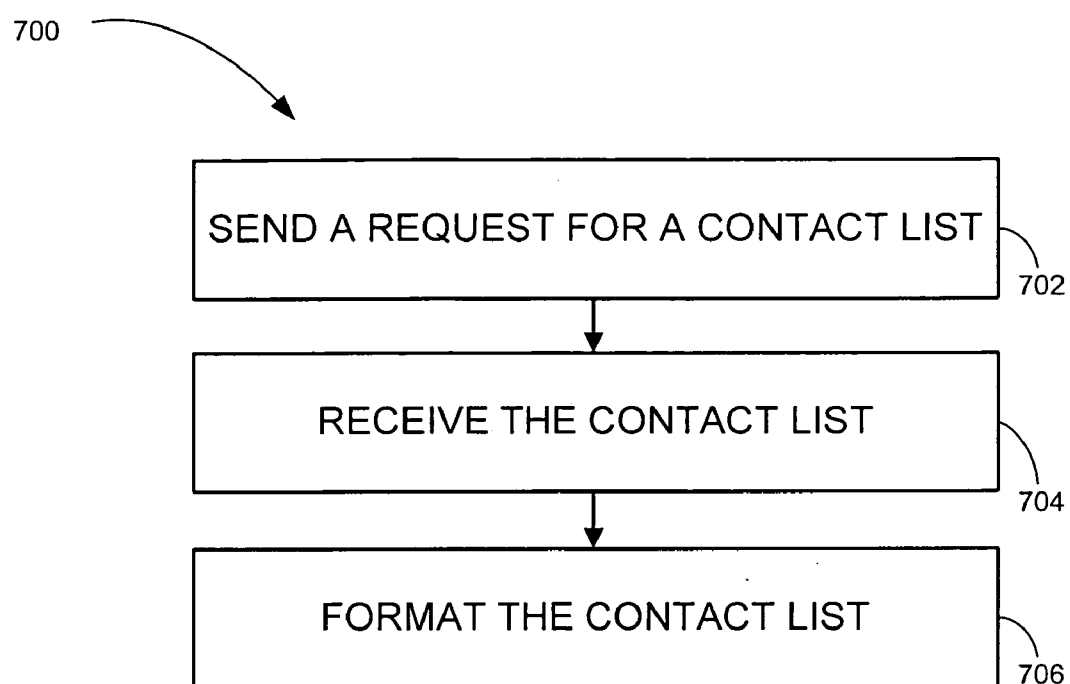 700
SEND A REQUEST FOR A CONTACT LIST
702
RECEIVE THE CONTACT LIST
704
FORMAT THE CONTACT LIST
706